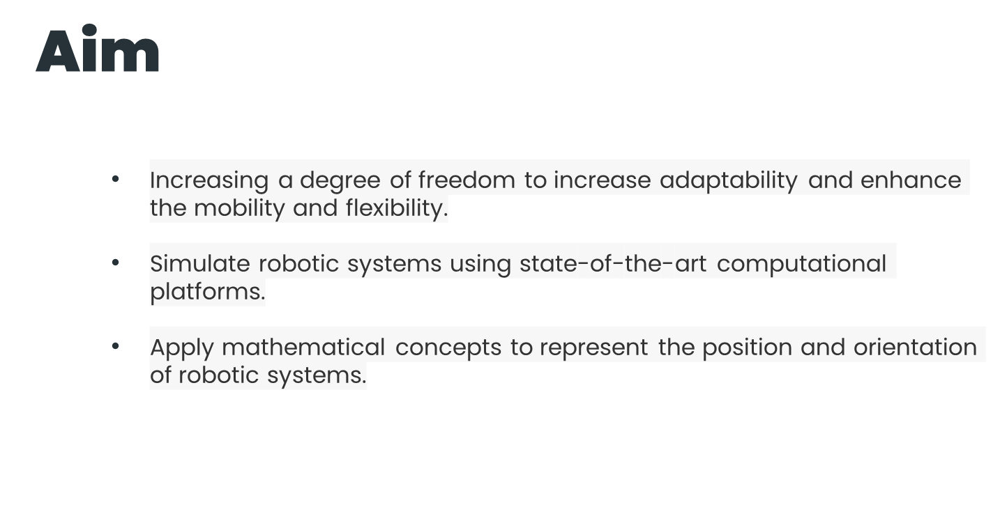 Aim
• Increasing a degree of freedom to increase adaptability and enhance
the mobility and flexibility.
• Simulate robotic systems using state-of-the-art computational
platforms.
• Apply mathematical concepts to represent the position and orientation
of robotic systems.